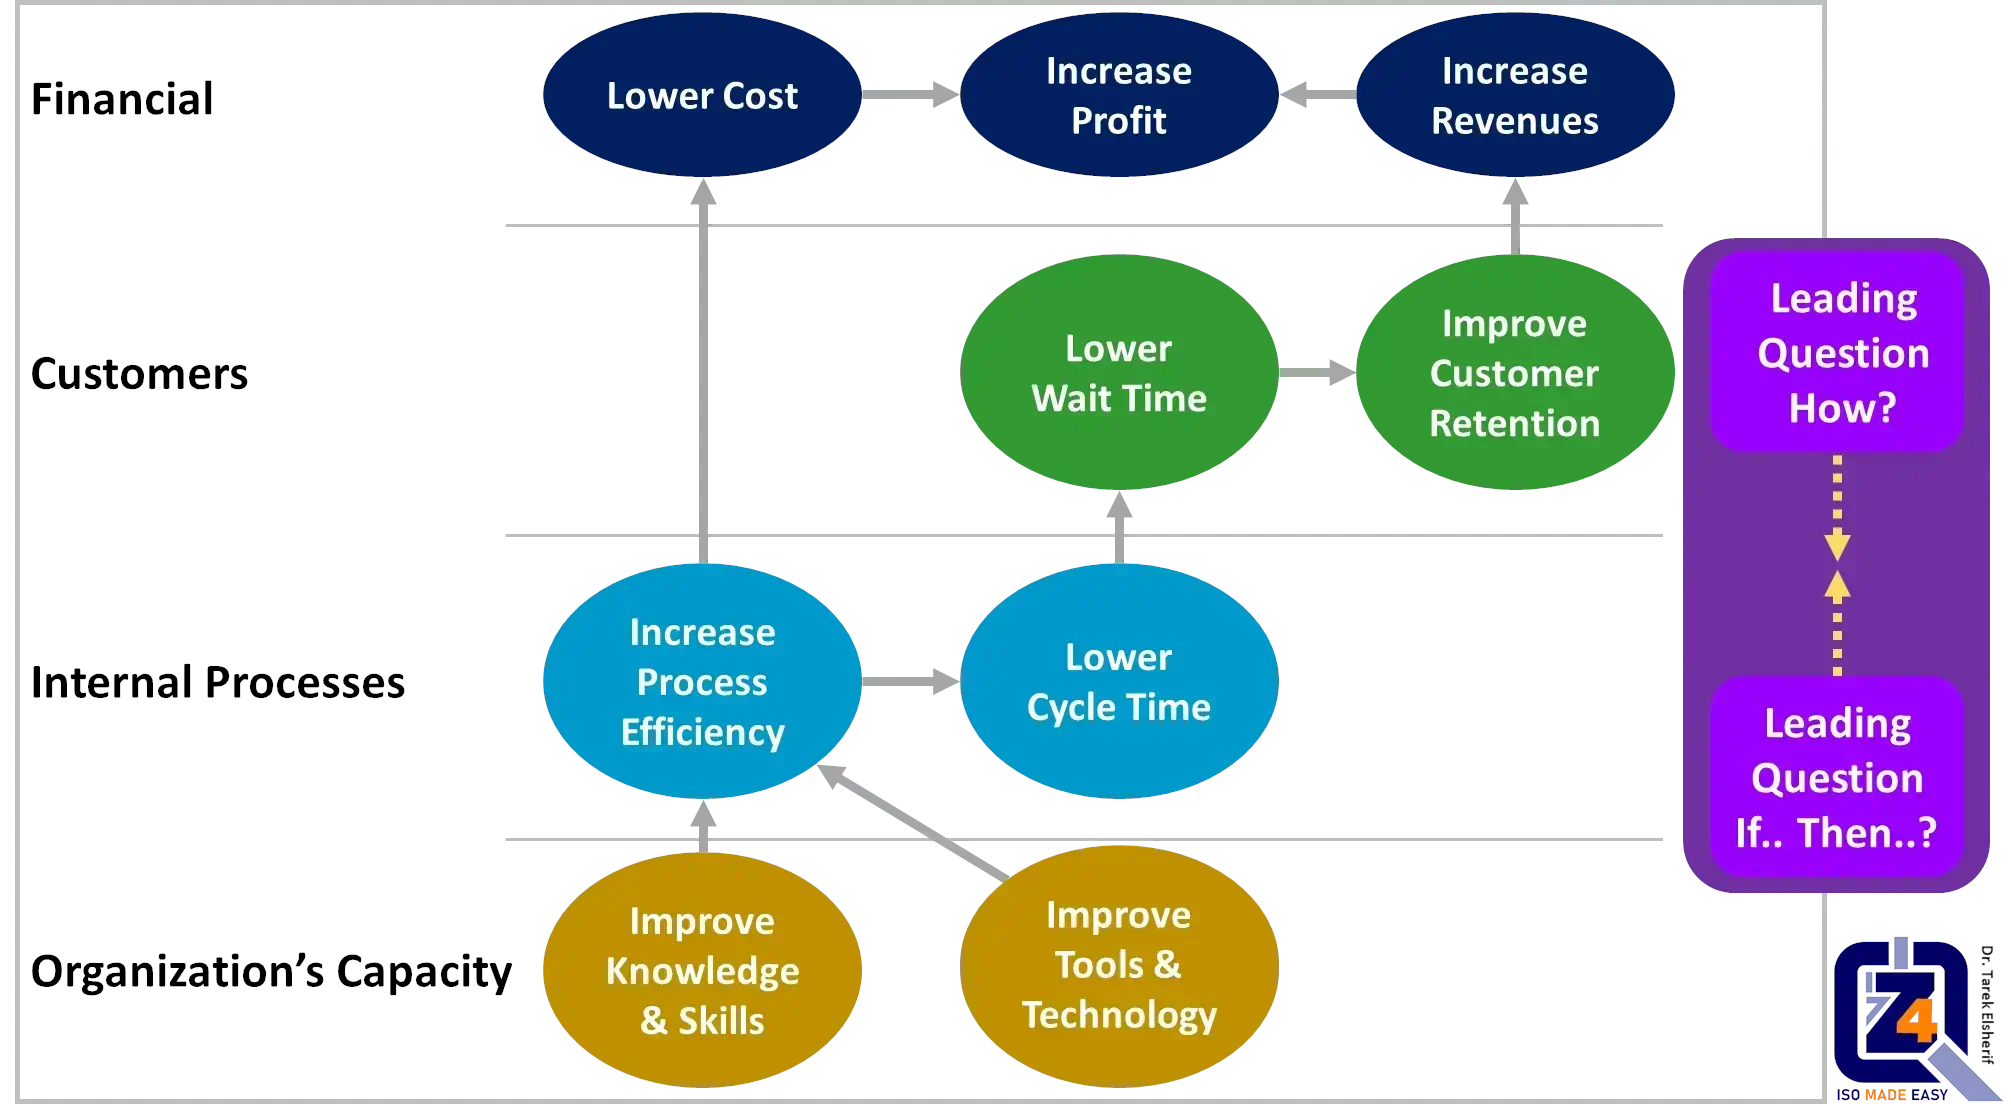 Financial
Lower Cost
Increase
Profit
Increase
Revenues
Customers
Lower
Wait Time
Improve
Customer
Retention
Internal Processes
Increase
Process
Efficiency
Lower
Cycle Time
Organization’s Capacity
Improve
Knowledge
& Skills
Improve
Tools &
Technology
Leading
Question
How?
Leading
Question
If.. Then..?
Z4
ISO MADE EASY
Dr. Tarek Elsherif